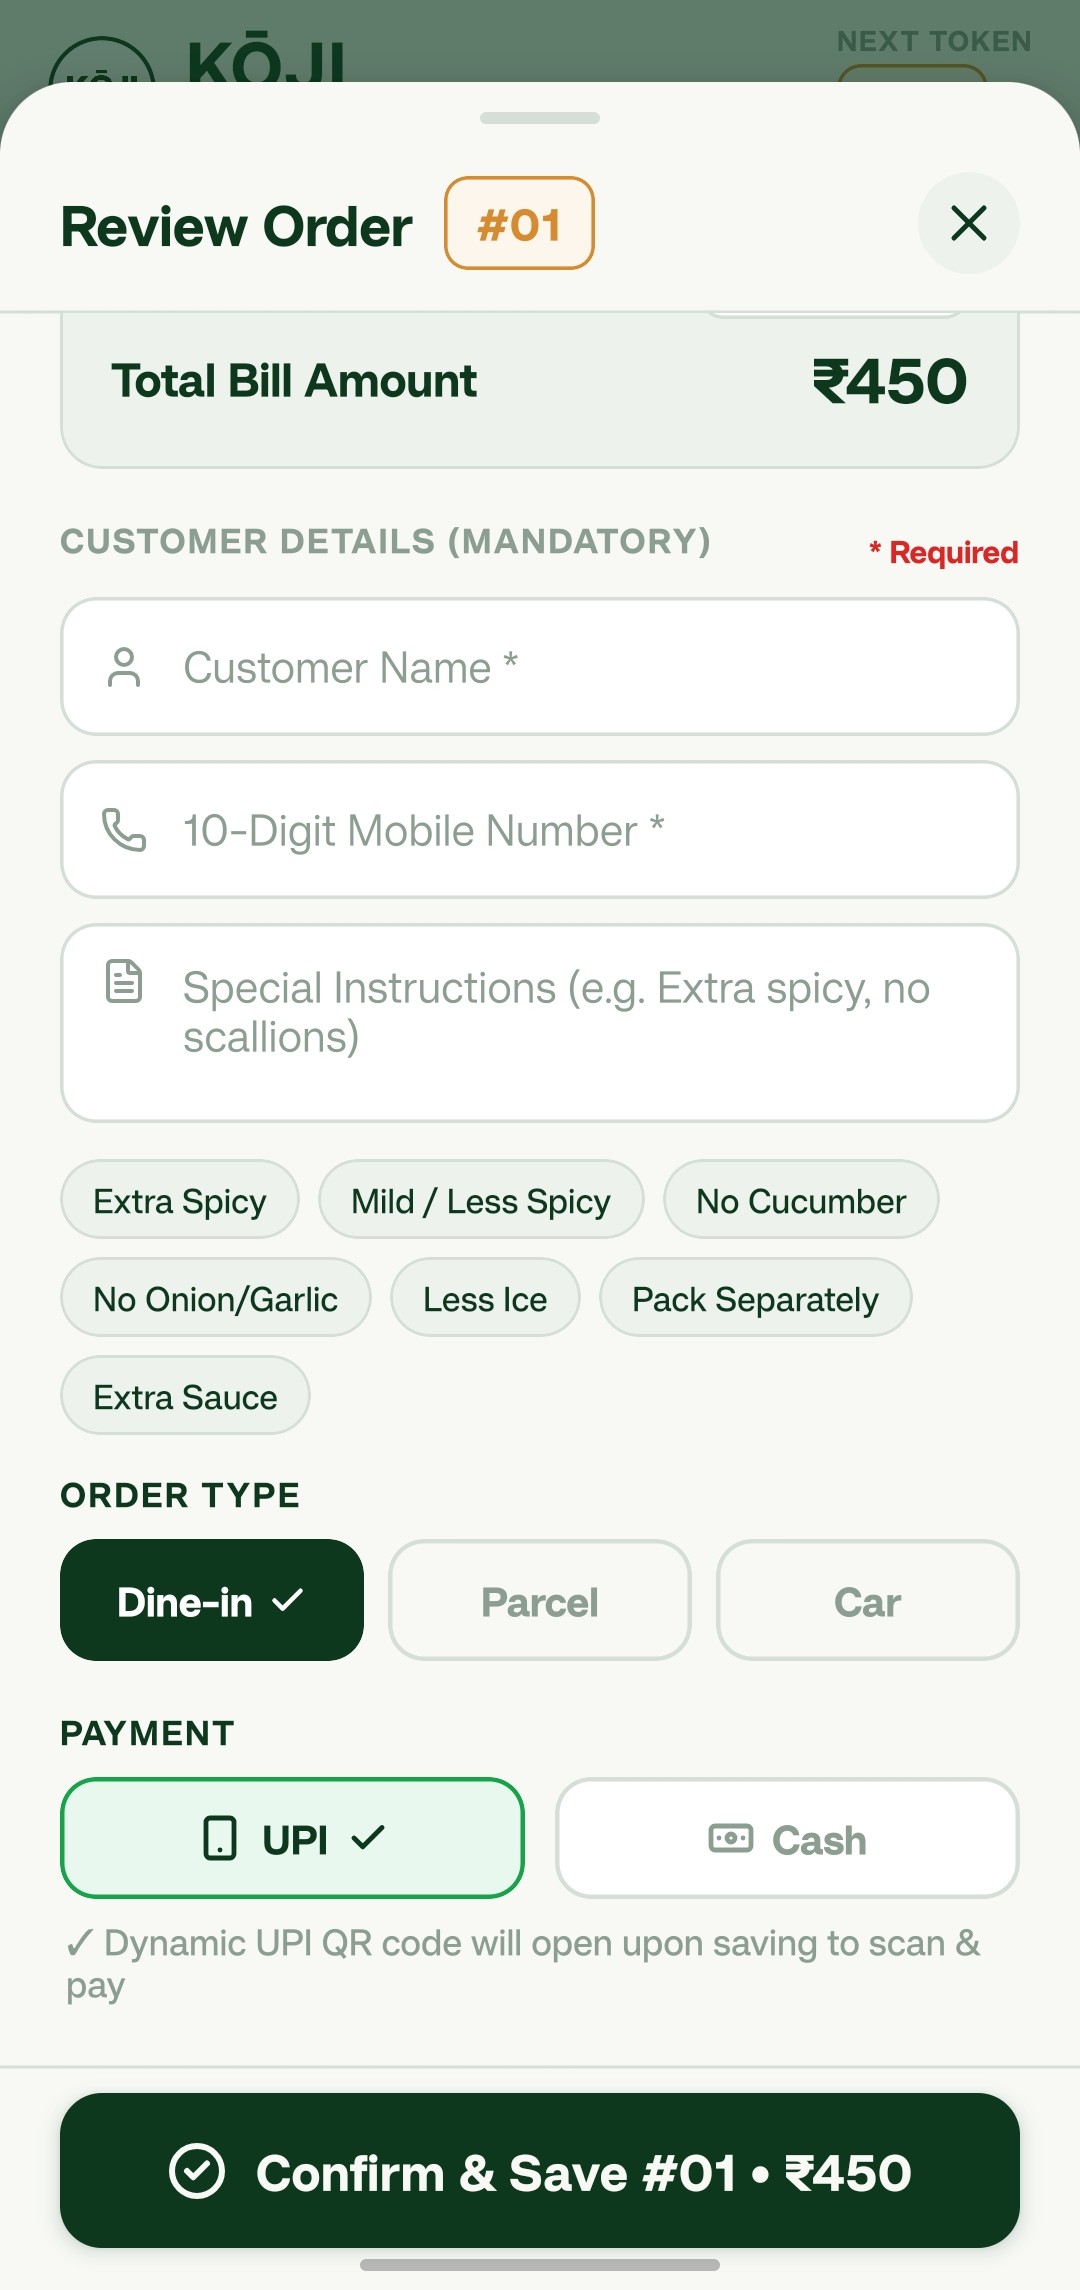 KŌJI
KŌJI
NEXT TOKEN
Review Order
#01
Total Bill Amount
₹450
CUSTOMER DETAILS (MANDATORY)
* Required
Customer Name *
10-Digit Mobile Number *
Special Instructions (e.g. Extra spicy, no
scallions)
Extra Spicy
Mild / Less Spicy
No Cucumber
No Onion/Garlic
Less Ice
Pack Separately
Extra Sauce
ORDER TYPE
Dine-in ✓
Parcel
Car
PAYMENT
UPI ✓
Cash
✓ Dynamic UPI QR code will open upon saving to scan &
pay
Confirm & Save #01 • ₹450